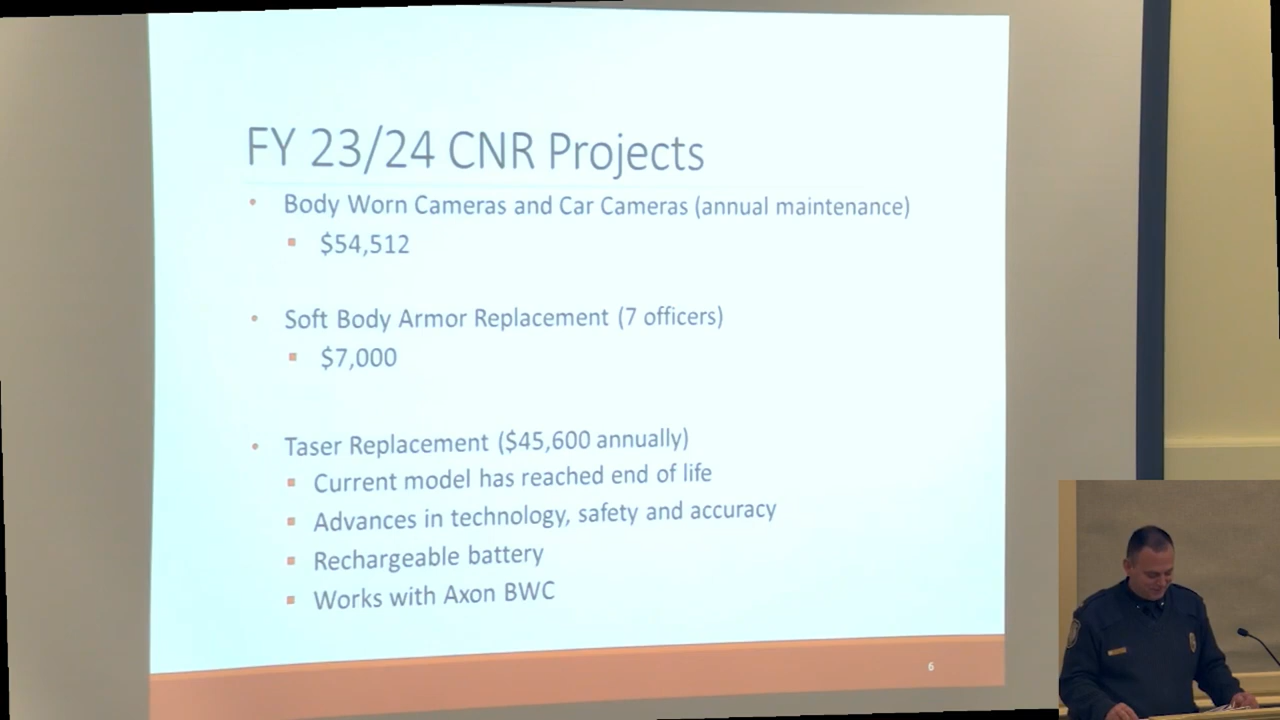 FY 23/24 CNR Projects
• Body Worn Cameras and Car Cameras (annual maintenance)
▪ $54,512
• Soft Body Armor Replacement (7 officers)
▪ $7,000
• Taser Replacement ($45,600 annually)
▪ Current model has reached end of life
▪ Advances in technology, safety and accuracy
▪ Rechargeable battery
▪ Works with Axon BWC
6